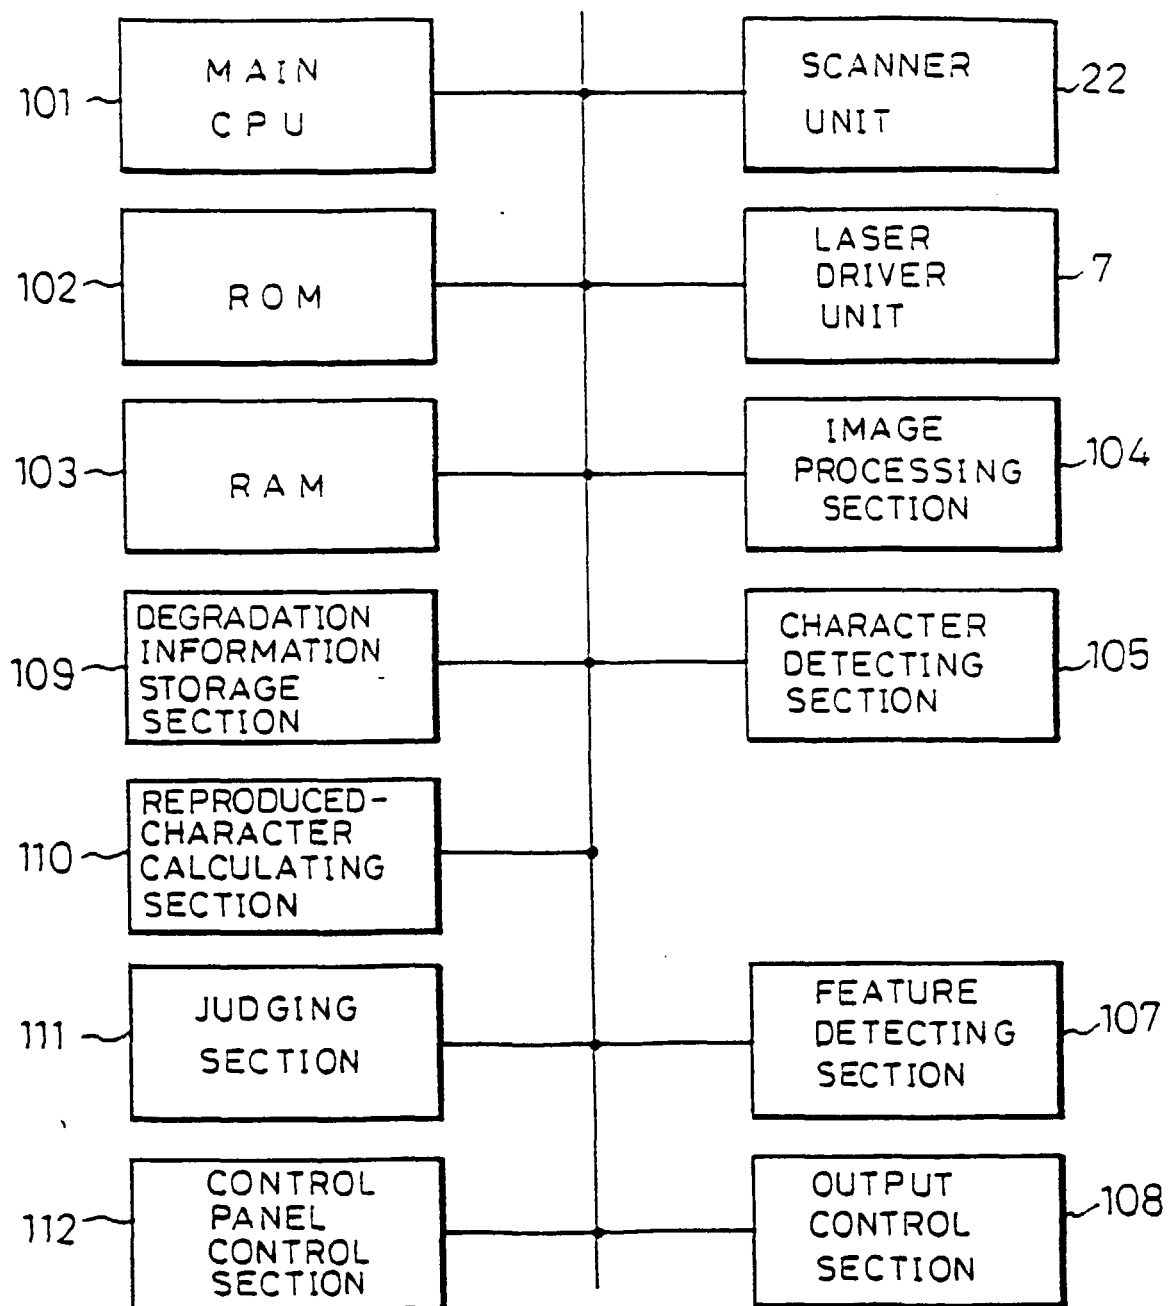 101
MAIN
CPU
SCANNER
UNIT
22
102
ROM
LASER
DRIVER
UNIT
7
103
RAM
IMAGE
PROCESSING
SECTION
104
109
DEGRADATION
INFORMATION
STORAGE
SECTION
CHARACTER
DETECTING
SECTION
105
110
REPRODUCED-
CHARACTER
CALCULATING
SECTION
111
JUDGING
SECTION
FEATURE
DETECTING
SECTION
107
112
CONTROL
PANEL
CONTROL
SECTION
OUTPUT
CONTROL
SECTION
108